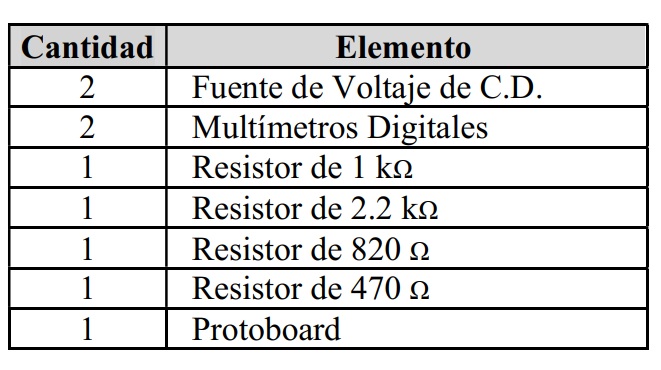 Cantidad Elemento
2 Fuente de Voltaje de C.D.
2 Multímetros Digitales
1 Resistor de 1 kΩ
1 Resistor de 2.2 kΩ
1 Resistor de 820 Ω
1 Resistor de 470 Ω
1 Protoboard